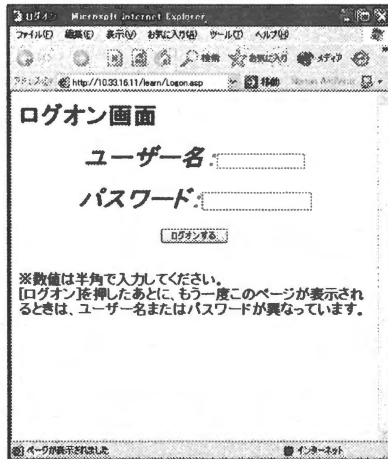 ログオン - Microsoft Internet Explorer
ファイル(F) 編集(E) 表示(V) お気に入り(A) ツール(T) ヘルプ(H)
検索 お気に入り メディア
アドレス(D) http://10.33.16.11/learn/Logon.asp 移動 Norton AntiVirus
ログオン画面
ユーザー名:
パスワード:
ログオンする
※数値は半角で入力してください。
[ログオン]を押したあとに、もう一度このページが表示され
るときは、ユーザー名またはパスワードが異なっています。
ページが表示されました インターネット